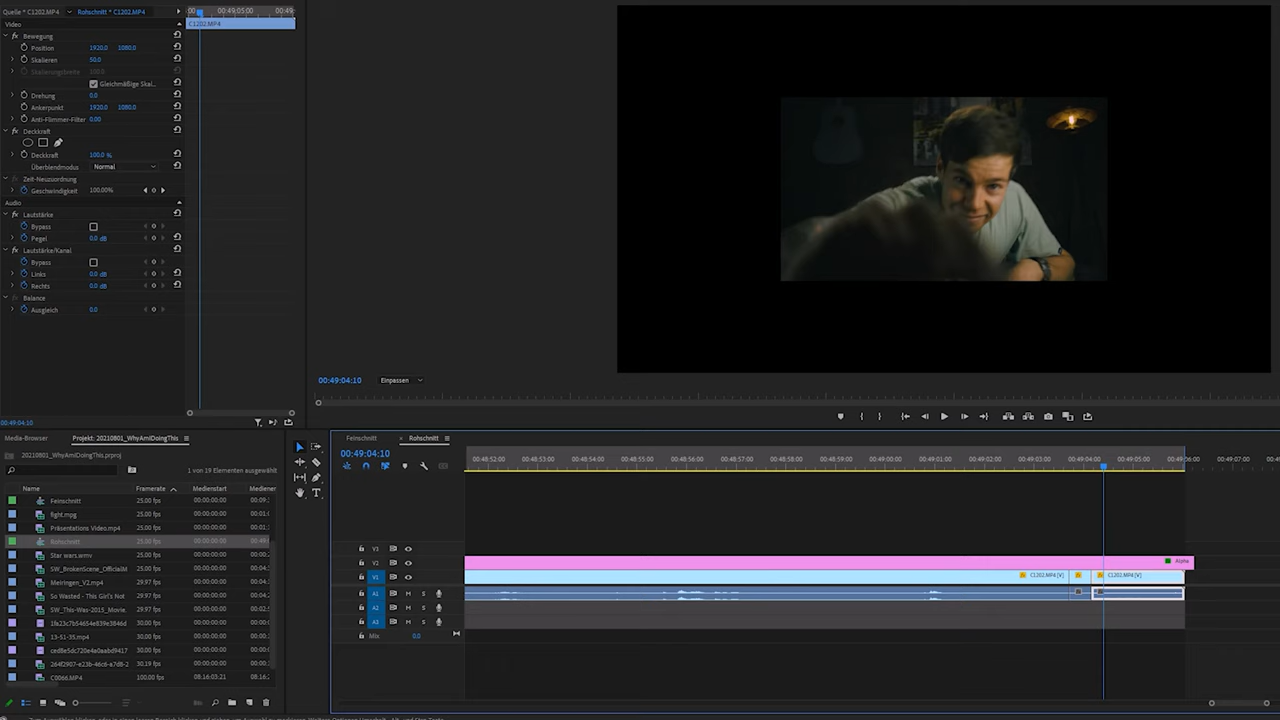 Quelle * C1202.MP4 Rohschnitt * C1202.MP4
:00 00:49:05:00 00:49:
Video
C1202.MP4
Bewegung
Position 1920.0 1080.0
Skalieren 50.0
Skalierungsbreite 100.0
Gleichmäßige Skal...
Drehung 0.0
Ankerpunkt 1920.0 1080.0
Anti-Flimmer-Filter 0.00
Deckkraft
Deckkraft 100.0 %
Überblendmodus Normal
Zeit-Neuzuordnung
Geschwindigkeit 100.00%
Audio
Lautstärke
Bypass
Pegel 0.0 dB
Lautstärke/Kanal
Bypass
Links 0.0 dB
Rechts 0.0 dB
Balance
Ausgleich 0.0
00:49:04:10
00:49:04:10 Einpassen
Media-Browser Projekt: 20210801_WhyAmIDoingThis
20210801_WhyAmIDoingThis.prproj
1 von 19 Elementen ausgewählt
Name Framerate Medienstart Mediener
Feinschnitt 25.00 fps 00:00:00:00 00:09:
fight.mpg 25.00 fps 00:00:00:00 00:00:
Präsentations Video.mp4 25.00 fps 00:00:00:00 00:01:
Rohschnitt 25.00 fps 00:00:00:00 00:49:
Star wars.wmv 25.00 fps 00:00:00:00 00:04:
SW_BrokenScene_OfficialM 25.00 fps 00:00:00:00 00:04:
Meiringen_V2.mp4 29.97 fps 00:00:00:00 00:02:
So Wasted - This Girl's Not 29.97 fps 00:00:00:00 00:04:
SW_This-Was-2015_Movie. 29.97 fps 00:00:00:00 00:04:
1fa23c7b5716459e839e3846d 30.00 fps 00:00:00:00 00:00:
13-51-35.mp4 30.00 fps 00:00:00:00 00:00:
ced8e5dc720e4a0aabd9417 30.00 fps 00:00:00:00 00:00:
264f2907-e23b-46c6-a7d8-2 30.19 fps 00:00:00:00 00:00:
C0066.MP4 100.00 fps 08:16:03:21 08:16:
Feinschnitt Rohschnitt
00:49:04:10
00:48:52:00 00:48:53:00 00:48:54:00 00:48:55:00 00:48:56:00 00:48:57:00 00:48:58:00 00:48:59:00 00:49:00:00 00:49:01:00 00:49:02:00 00:49:03:00 00:49:04:00 00:49:05:00 00:49:06:00 00:49:07:00 00:49:
V3
V2 Alpha
V1 C1202.MP4 [V] C1202.MP4 [V]
A1 M S
A2 M S
A3 M S
Mix 0.0